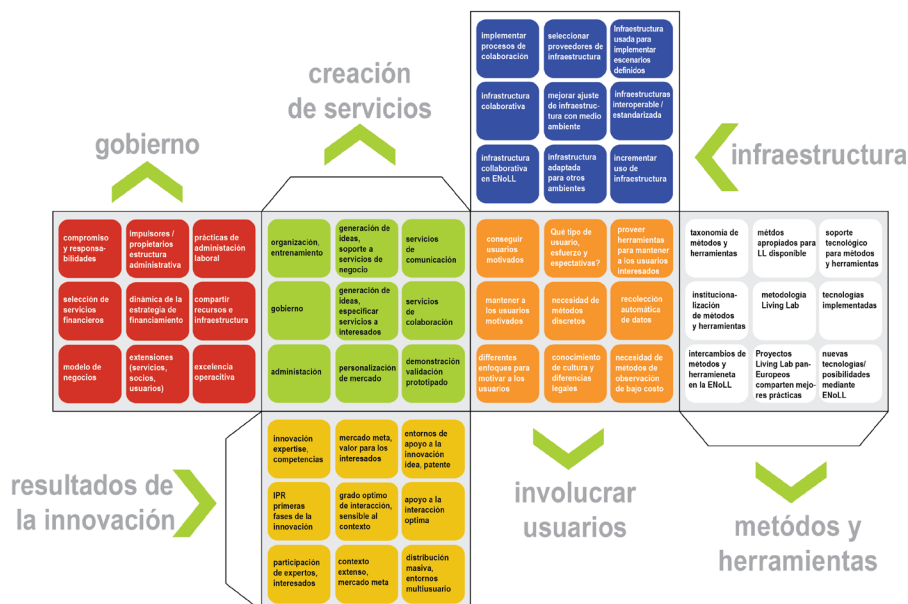 creación
de servicios
gobierno
infraestructura
Implementar
procesos de
colaboración
seleccionar
proveedores de
infraestructura
Infraestructura
usada para
implementar
escenarios
definidos
Infrastructura
colaborativa
mejorar ajuste
de infraestruc-
tura con medio
ambiente
infraestructuras
interoperable /
estandarizada
infrastructura
collaborativa
en ENoLL
infrastructura
adaptada
para otros
ambientes
incrementar
uso de
infrastructura
compromiso
y responsa-
bilidades
impulsores /
propietarios
estructura
administrativa
prácticas de
administación
laboral
selección de
servicios
financieros
dinámica de la
estrategia de
financiamiento
compartir
recursos e
infrastructura
modelo de
negocios
extensiones
(servicios,
socios,
usuarios)
excelencia
operacitiva
organización,
entrenamiento
generación de
ideas,
soporte a
servicios de
negocio
servicios
de
comunicación
gobierno
generación de
ideas,
especificar
servicios a
interesados
servicios
de
colaboración
administación
personalización
de mercado
demonstración
validación
prototipado
conseguir
usuarios
motivados
Qué tipo de
usuario,
esfuerzo y
espectativas?
proveer
herramientas
para mantener
a los usuarios
interesados
mantener
a los usuarios
motivados
necesidad de
métodos
discretos
recolección
automática
de datos
differentes
enfoques para
motivar a los
usuarios
conocimiento
de cultura y
diferencias
legales
necesidad de
métodos de
observación
de bajo costo
taxonomía de
métodos y
herramientas
métdos
apropiados para
LL disponible
soporte
tecnológico
para métodos
y herramientas
instituciona-
lización
de métodos
y herramientas
metodología
Living Lab
tecnologías
implementadas
intercambios de
métodos y
herramieneta
en la ENoLL
Proyectos
Living Lab pan-
Europeos
comparten mejo-
res prácticas
nuevas
tecnologías/
posibilidades
mediante
ENoLL
innovación
expertise,
competencias
mercado meta,
valor para los
interesados
entornos de
apoyo a la
innovación
idea, patente
IPR
primeras
fases de la
innovación
grado optimo
de interacción,
sensible al
contexto
apoyo a la
interacción
optima
participación
de expertos,
interesados
contexto
extenso,
mercado meta
distribución
masiva,
entornos
multiusuario
resultados de
la innovación
involucrar
usuarios
metódos y
herramientas